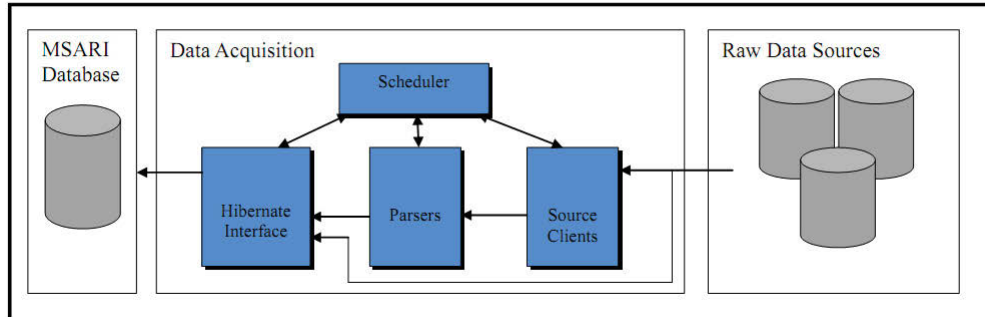 MSARI
Database
Data Acquisition
Raw Data Sources
Scheduler
Hibernate
Interface
Parsers
Source
Clients